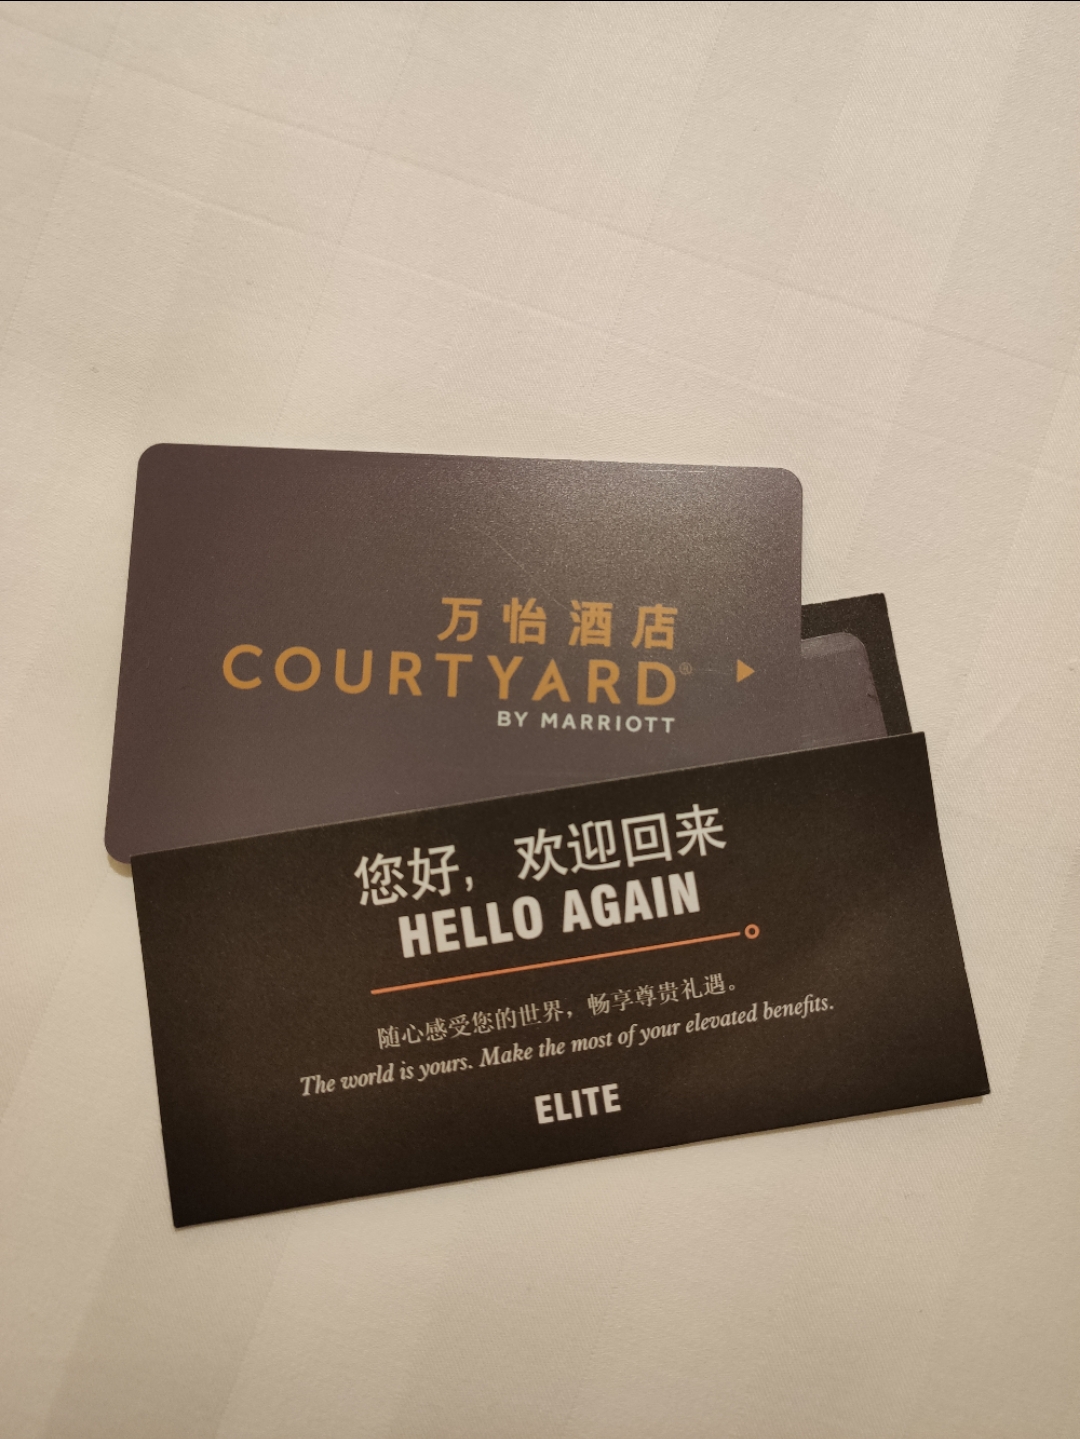 万怡酒店
COURTYARD®
BY MARRIOTT
您好，欢迎回来
HELLO AGAIN
随心感受您的世界，畅享尊贵礼遇。
The world is yours. Make the most of your elevated benefits.
ELITE